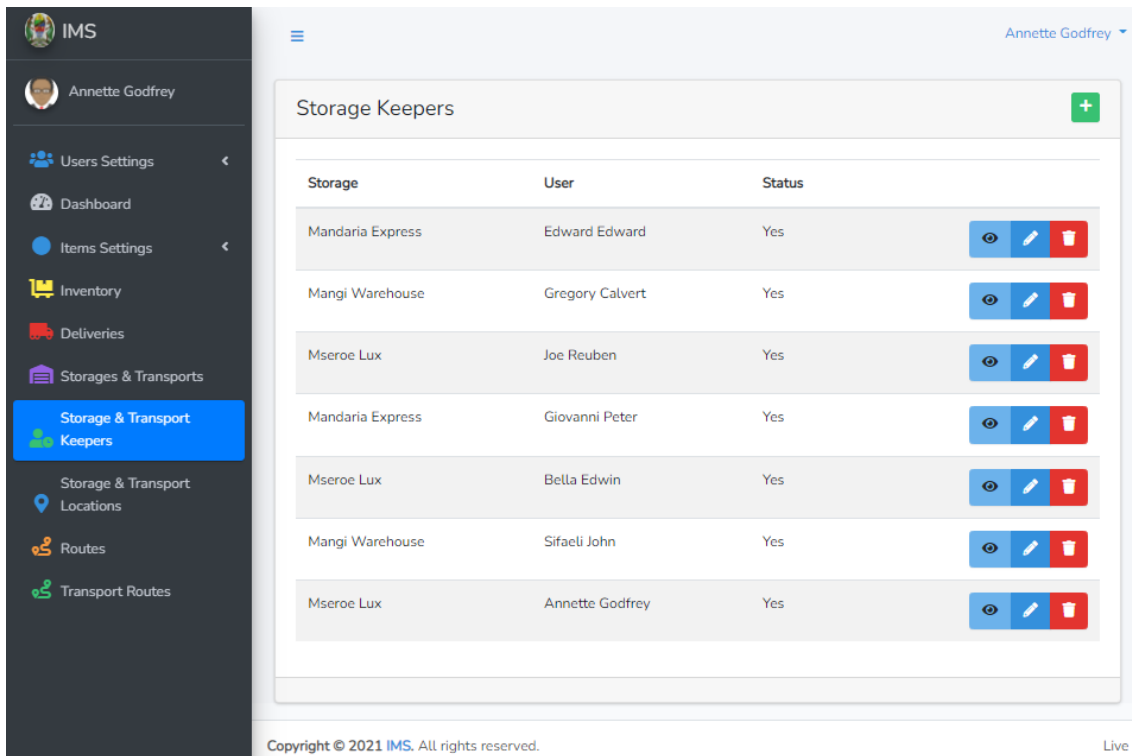 IMS
Annette Godfrey
Annette Godfrey
Users Settings
Dashboard
Items Settings
Inventory
Deliveries
Storages & Transports
Storage & Transport
Keepers
Storage & Transport
Locations
Routes
Transport Routes
Storage Keepers
Storage User Status
Mandaria Express Edward Edward Yes
Mangi Warehouse Gregory Calvert Yes
Mseroe Lux Joe Reuben Yes
Mandaria Express Giovanni Peter Yes
Mseroe Lux Bella Edwin Yes
Mangi Warehouse Sifaeli John Yes
Mseroe Lux Annette Godfrey Yes
Copyright © 2021 IMS. All rights reserved. Live